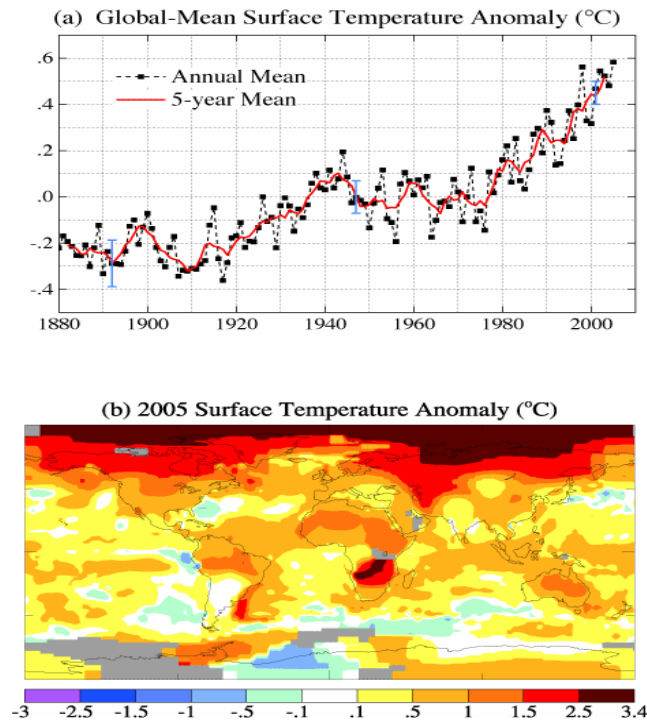 (a) Global-Mean Surface Temperature Anomaly (°C)
.6
Annual Mean
5-year Mean
.4
.2
.0
-.2
-.4
1880 1900 1920 1940 1960 1980 2000
(b) 2005 Surface Temperature Anomaly (°C)
-3 -2.5 -1.5 -1 -.5 -.1 .1 .5 1 1.5 2.5 3.4